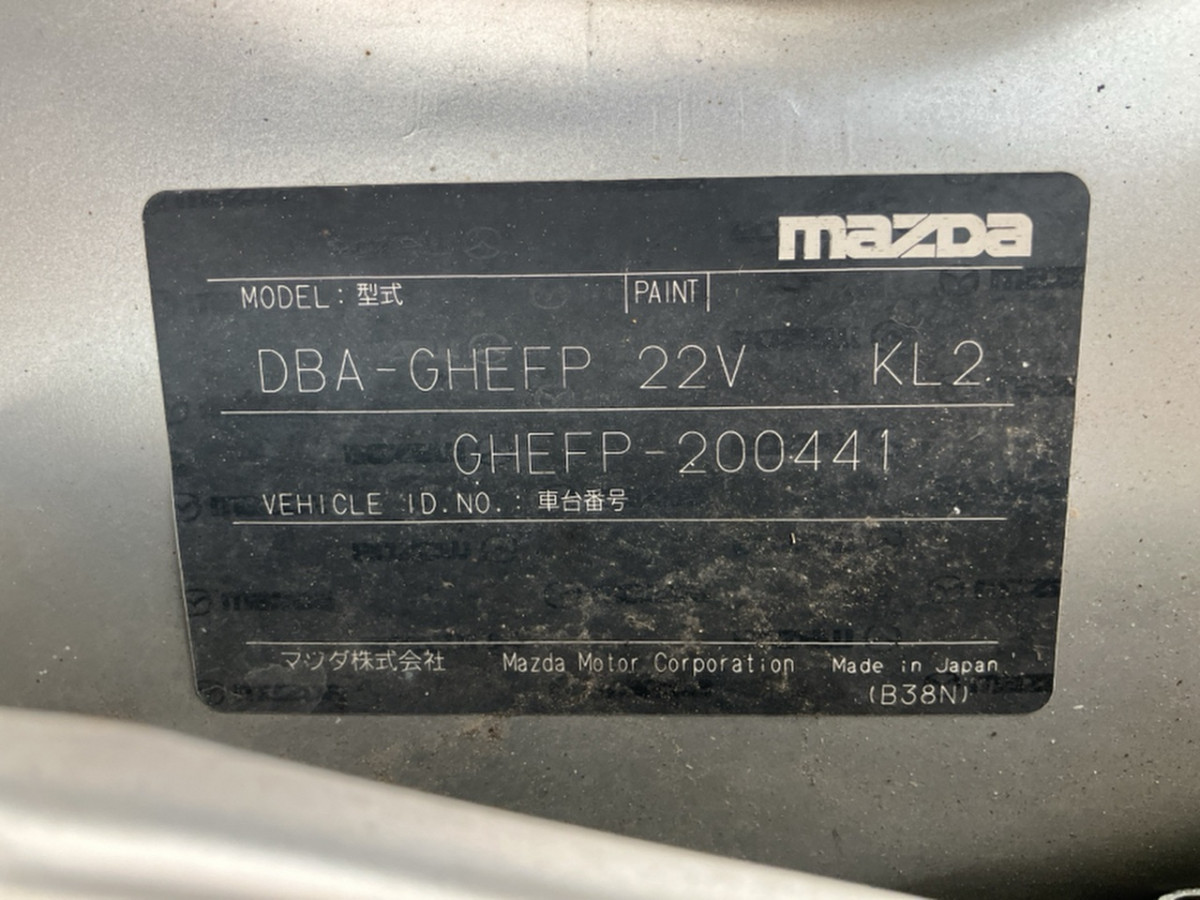 mazda
MODEL: 型式 PAINT
DBA-GHEFP 22V KL2
GHEFP-200441
VEHICLE ID.NO.: 車台番号
マツダ株式会社 Mazda Motor Corporation Made in Japan
(B38N)